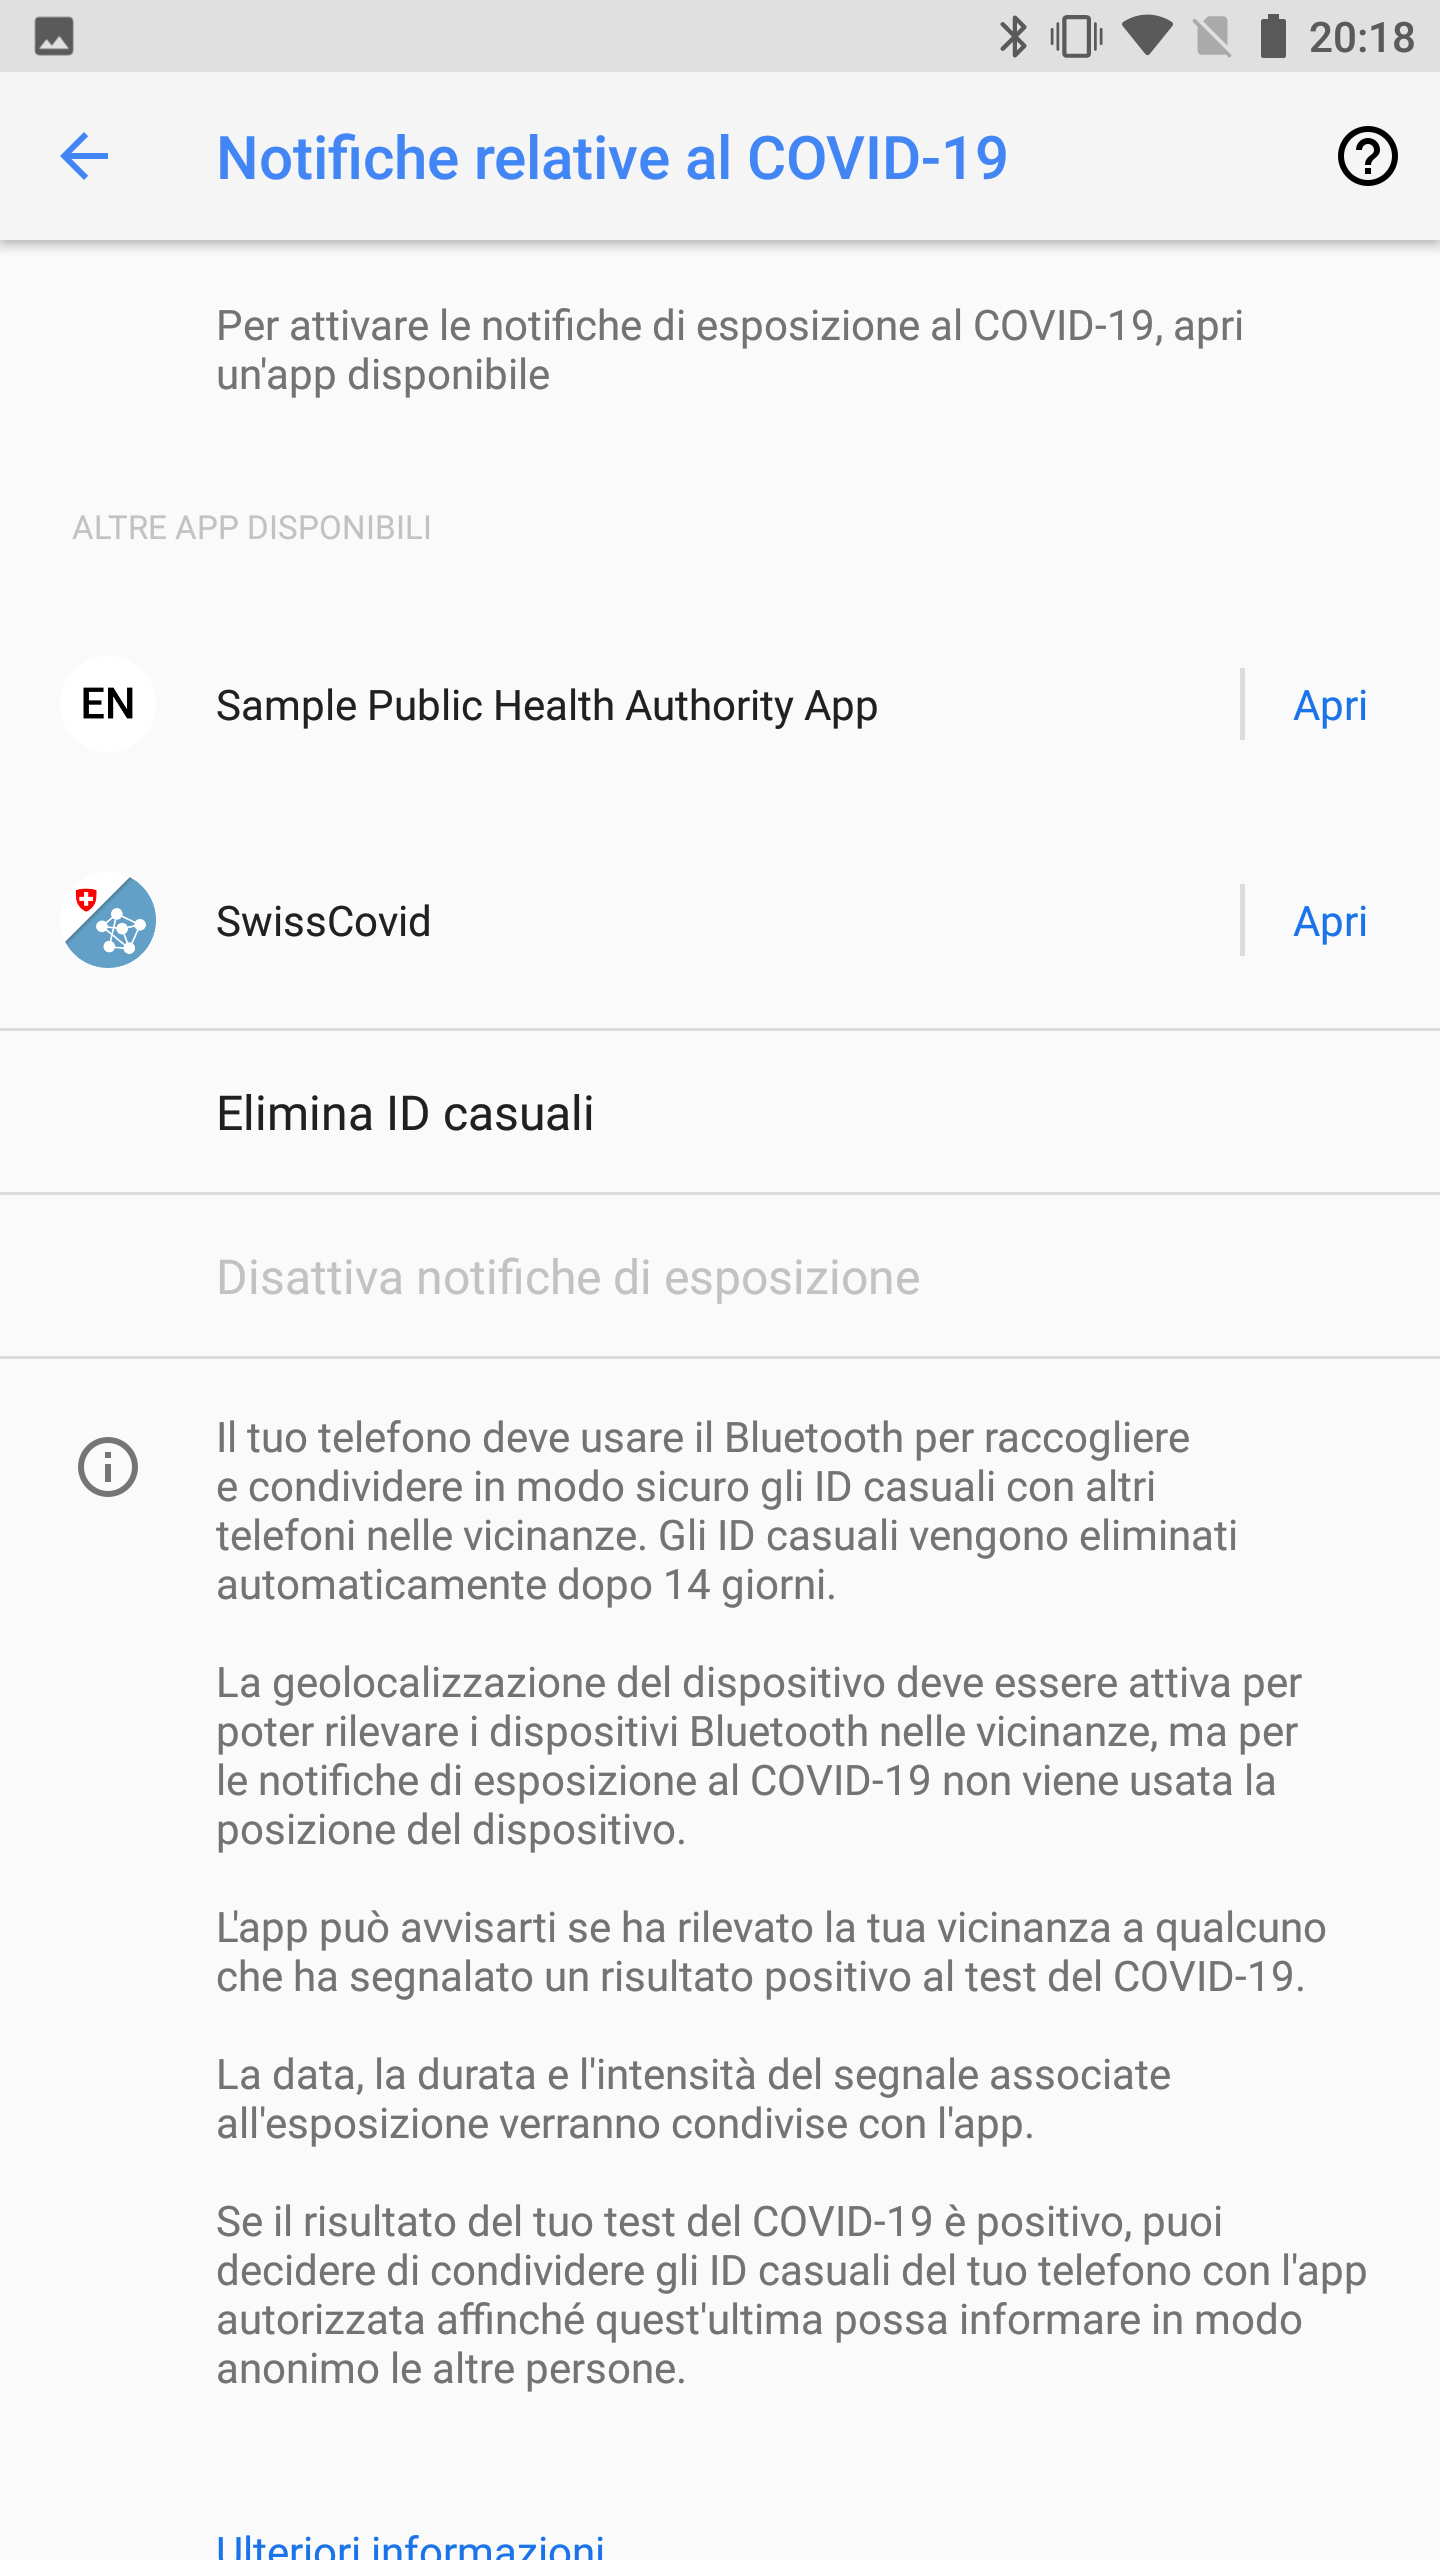 20:18
Notifiche relative al COVID-19
Per attivare le notifiche di esposizione al COVID-19, apri
un'app disponibile
ALTRE APP DISPONIBILI
EN
Sample Public Health Authority App
Apri
SwissCovid
Apri
Elimina ID casuali
Disattiva notifiche di esposizione
Il tuo telefono deve usare il Bluetooth per raccogliere
e condividere in modo sicuro gli ID casuali con altri
telefoni nelle vicinanze. Gli ID casuali vengono eliminati
automaticamente dopo 14 giorni.
La geolocalizzazione del dispositivo deve essere attiva per
poter rilevare i dispositivi Bluetooth nelle vicinanze, ma per
le notifiche di esposizione al COVID-19 non viene usata la
posizione del dispositivo.
L'app può avvisarti se ha rilevato la tua vicinanza a qualcuno
che ha segnalato un risultato positivo al test del COVID-19.
La data, la durata e l'intensità del segnale associate
all'esposizione verranno condivise con l'app.
Se il risultato del tuo test del COVID-19 è positivo, puoi
decidere di condividere gli ID casuali del tuo telefono con l'app
autorizzata affinché quest'ultima possa informare in modo
anonimo le altre persone.
Ulteriori informazioni